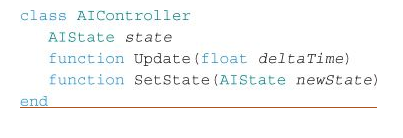 class AIController
   AIState state
   function Update(float deltaTime)
   function SetState(AIState newState)
end